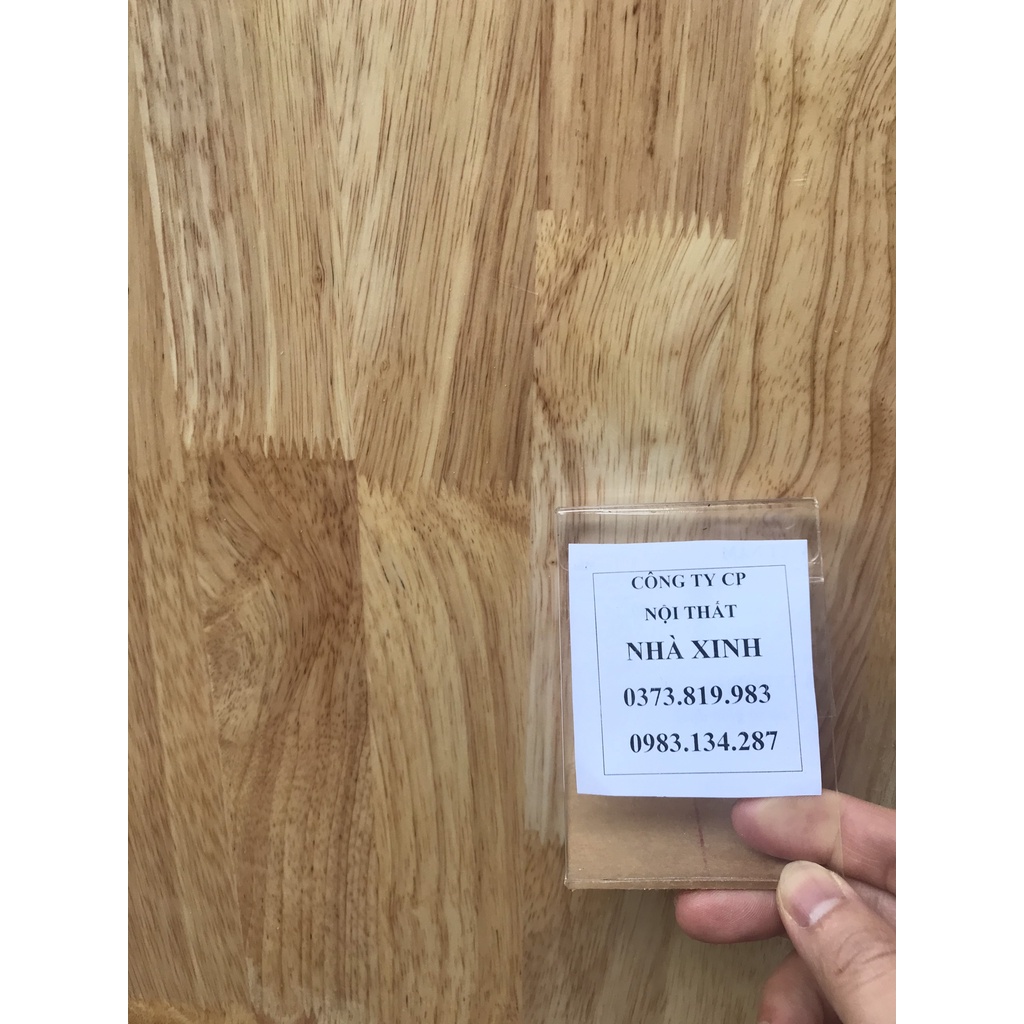 CÔNG TY CP
NỘI THẤT
NHÀ XINH
0373.819.983
0983.134.287